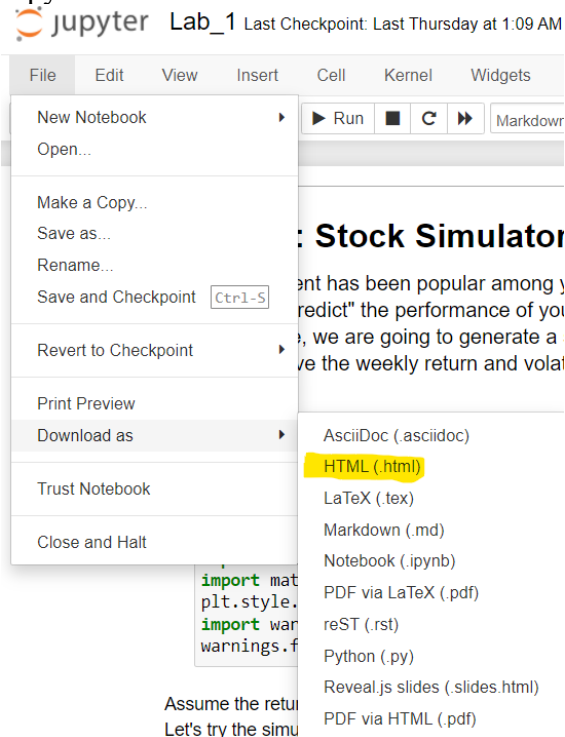 jupyter Lab_1 Last Checkpoint: Last Thursday at 1:09 AM
File Edit View Insert Cell Kernel Widgets
New Notebook
Run
Markdown
Open...
Make a Copy...
Save as...
: Stock Simulator
Rename...
ent has been popular among y
Save and Checkpoint Ctrl-S
redict" the performance of you
, we are going to generate a
Revert to Checkpoint
ve the weekly return and volat
Print Preview
Download as
AsciiDoc (.asciidoc)
HTML (.html)
Trust Notebook
LaTeX (.tex)
Markdown (.md)
Close and Halt
Notebook (.ipynb)
import mat
PDF via LaTeX (.pdf)
plt.style.
import war
reST (.rst)
warnings.f
Python (.py)
Reveal.js slides (.slides.html)
Assume the retur
PDF via HTML (.pdf)
Let's try the simu